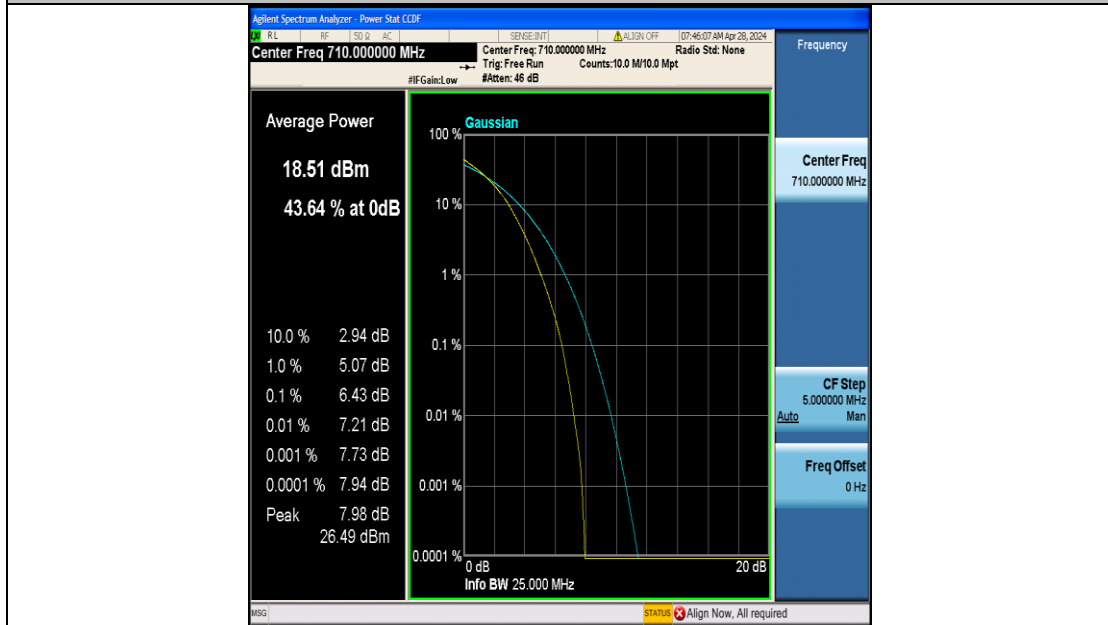 Agilent Spectrum Analyzer - Power Stat CCDF
RL RF 50 Ω AC SENSE:INT ALIGN OFF 07:46:07 AM Apr 28, 2024
Center Freq 710.000000 MHz
Center Freq: 710.000000 MHz Radio Std: None
Trig: Free Run Counts:10.0 M/10.0 Mpt
#IFGain:Low #Atten: 46 dB
Frequency
Average Power
18.51 dBm
43.64 % at 0dB
10.0 % 2.94 dB
1.0 % 5.07 dB
0.1 % 6.43 dB
0.01 % 7.21 dB
0.001 % 7.73 dB
0.0001 % 7.94 dB
Peak 7.98 dB
26.49 dBm
Gaussian
100 %
10 %
1 %
0.1 %
0.01 %
0.001 %
0.0001 %
0 dB 20 dB
Info BW 25.000 MHz
Center Freq
710.000000 MHz
CF Step
5.000000 MHz
Auto Man
Freq Offset
0 Hz
MSG STATUS Align Now, All required